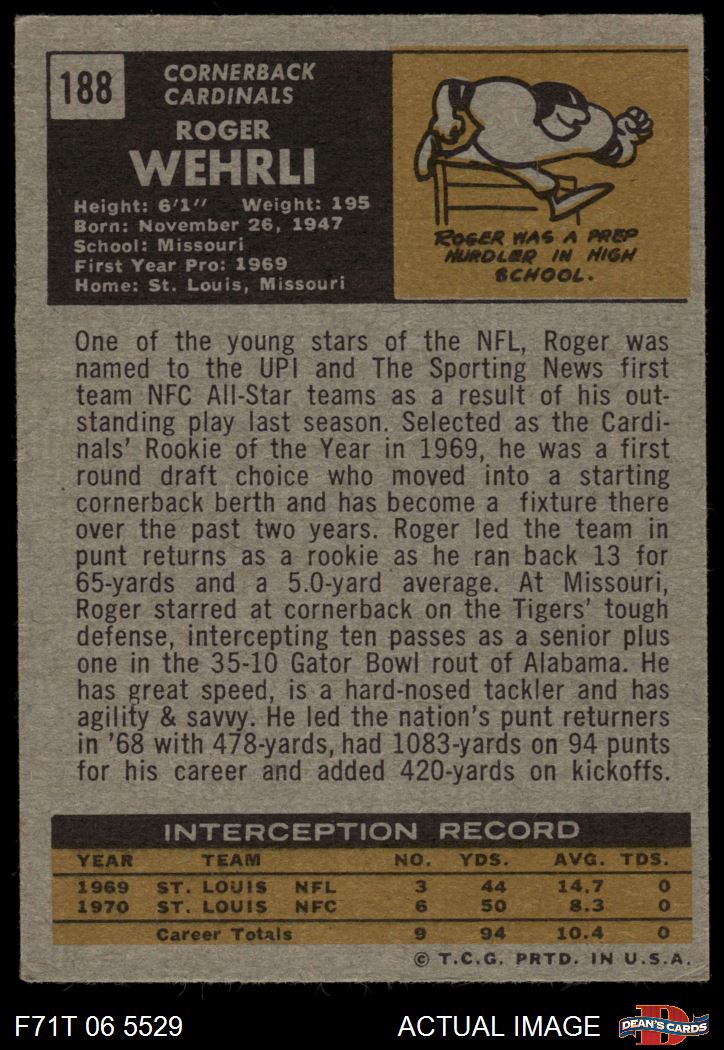 188
CORNERBACK
CARDINALS
ROGER
WEHRLI
Height: 6'1" Weight: 195
Born: November 26, 1947
School: Missouri
First Year Pro: 1969
Home: St. Louis, Missouri
ROGER WAS A PREP
HURDLER IN HIGH
SCHOOL.
One of the young stars of the NFL, Roger was
named to the UPI and The Sporting News first
team NFC All-Star teams as a result of his out-
standing play last season. Selected as the Cardi-
nals' Rookie of the Year in 1969, he was a first
round draft choice who moved into a starting
cornerback berth and has become a fixture there
over the past two years. Roger led the team in
punt returns as a rookie as he ran back 13 for
65-yards and a 5.0-yard average. At Missouri,
Roger starred at cornerback on the Tigers' tough
defense, intercepting ten passes as a senior plus
one in the 35-10 Gator Bowl rout of Alabama. He
has great speed, is a hard-nosed tackler and has
agility & savvy. He led the nation's punt returners
in '68 with 478-yards, had 1083-yards on 94 punts
for his career and added 420-yards on kickoffs.
INTERCEPTION RECORD
YEAR TEAM NO. YDS. AVG. TDS.
1969 ST. LOUIS NFL 3 44 14.7 0
1970 ST. LOUIS NFC 6 50 8.3 0
Career Totals 9 94 10.4 0
© T.C.G. PRTD. IN U.S.A.
F71T 06 5529 ACTUAL IMAGE D DEAN'S CARDS